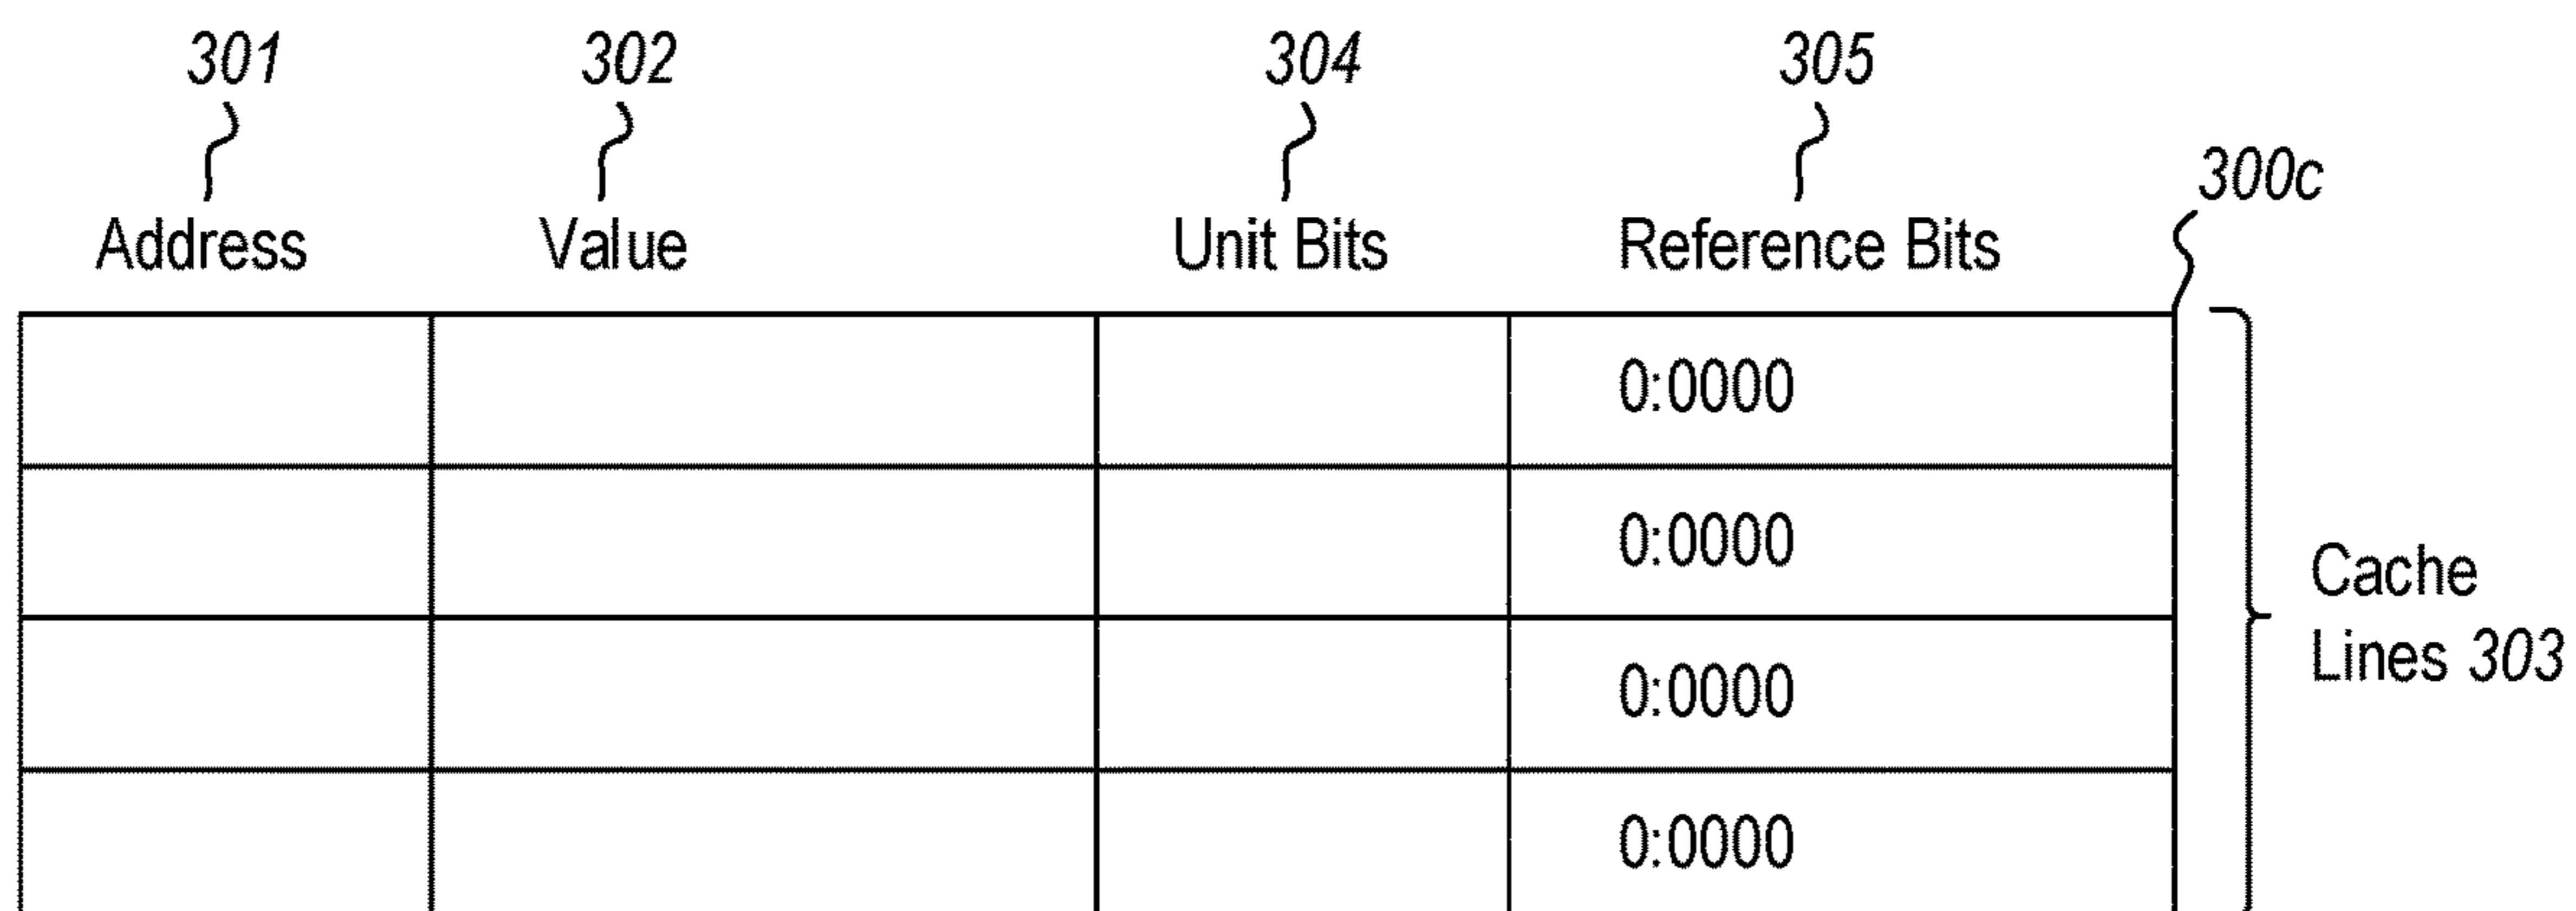 301 302 304 305
300c
Address Value Unit Bits Reference Bits
0:0000
0:0000
Cache
Lines 303
0:0000
0:0000